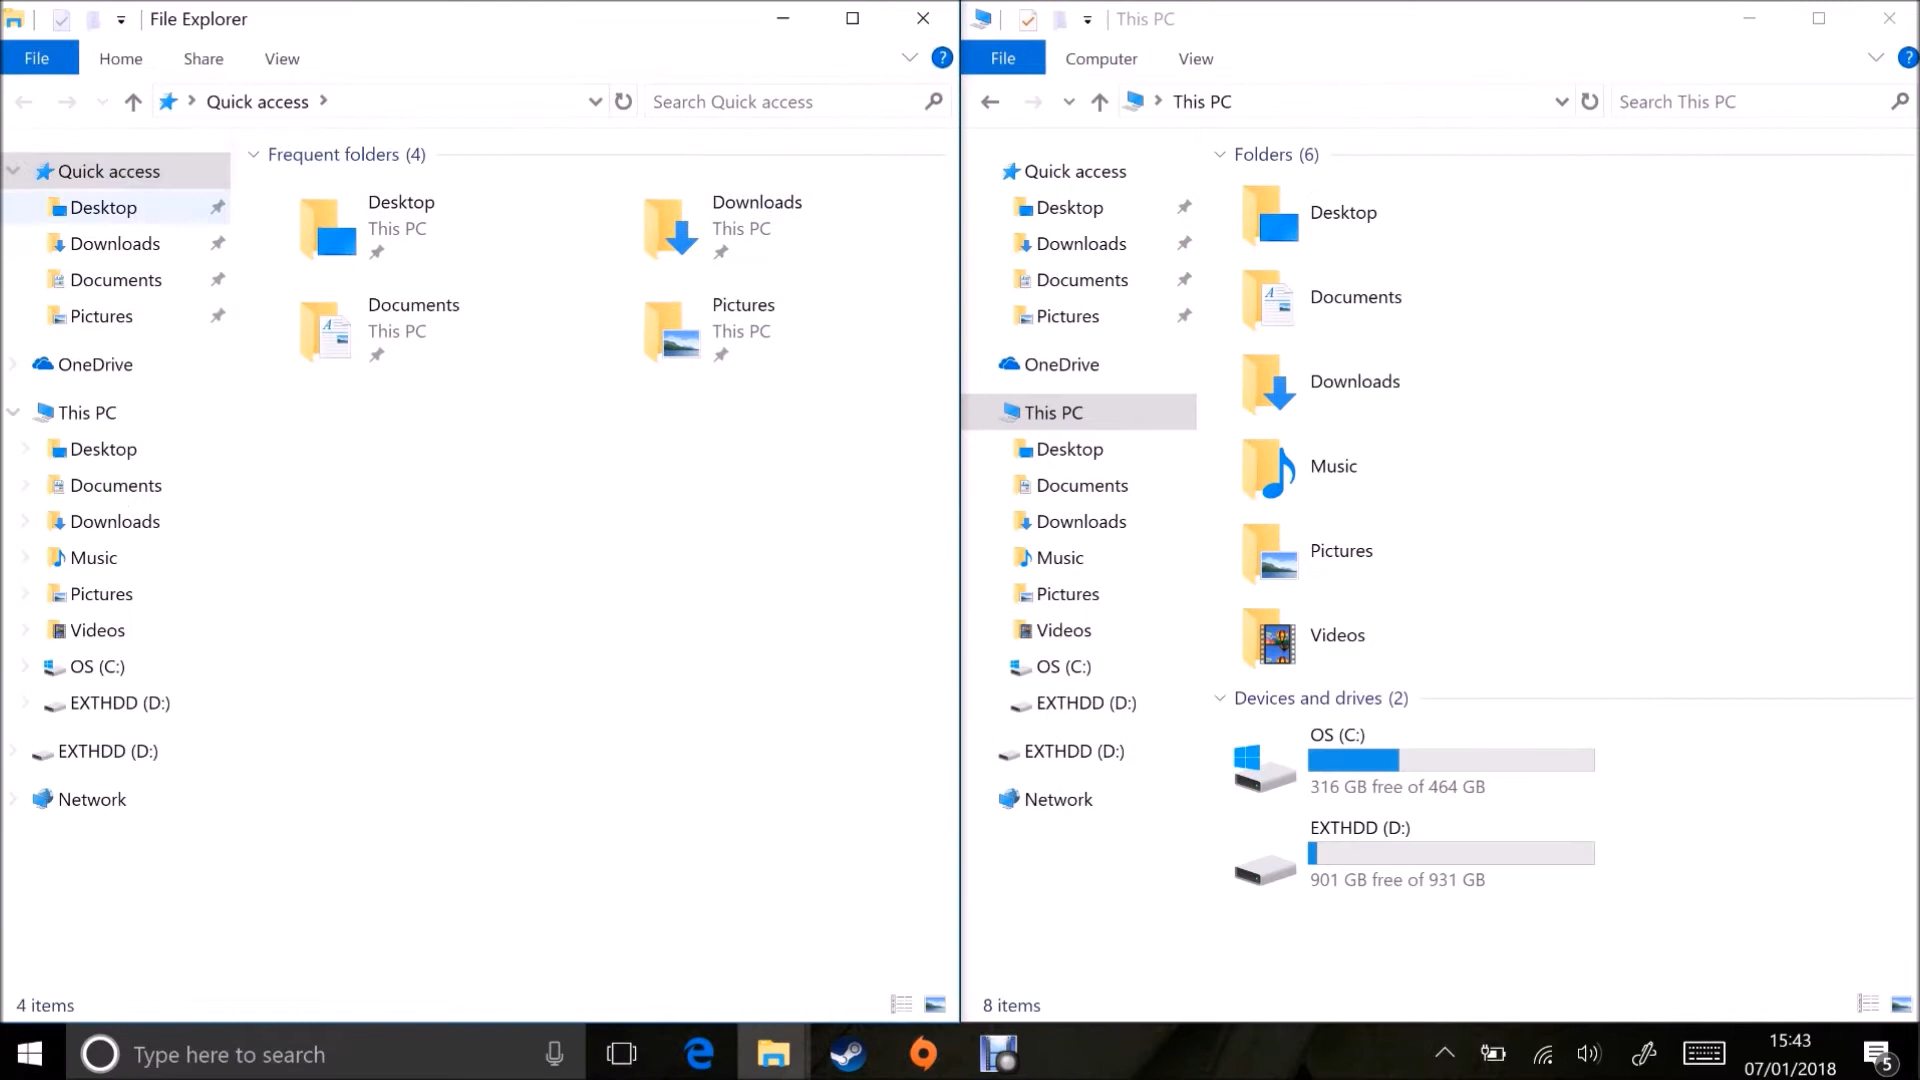 File Explorer
File Home Share View
?
Quick access
Search Quick access
Quick access
Desktop
Downloads
Documents
Pictures
OneDrive
This PC
Desktop
Documents
Downloads
Music
Pictures
Videos
OS (C:)
EXTHDD (D:)
EXTHDD (D:)
Network
Frequent folders (4)
Desktop
This PC
Downloads
This PC
Documents
This PC
Pictures
This PC
4 items
This PC
File Computer View
?
This PC
Search This PC
Quick access
Desktop
Downloads
Documents
Pictures
OneDrive
This PC
Desktop
Documents
Downloads
Music
Pictures
Videos
OS (C:)
EXTHDD (D:)
EXTHDD (D:)
Network
Folders (6)
Desktop
Documents
Downloads
Music
Pictures
Videos
Devices and drives (2)
OS (C:)
316 GB free of 464 GB
EXTHDD (D:)
901 GB free of 931 GB
8 items
Type here to search
15:43
07/01/2018
5